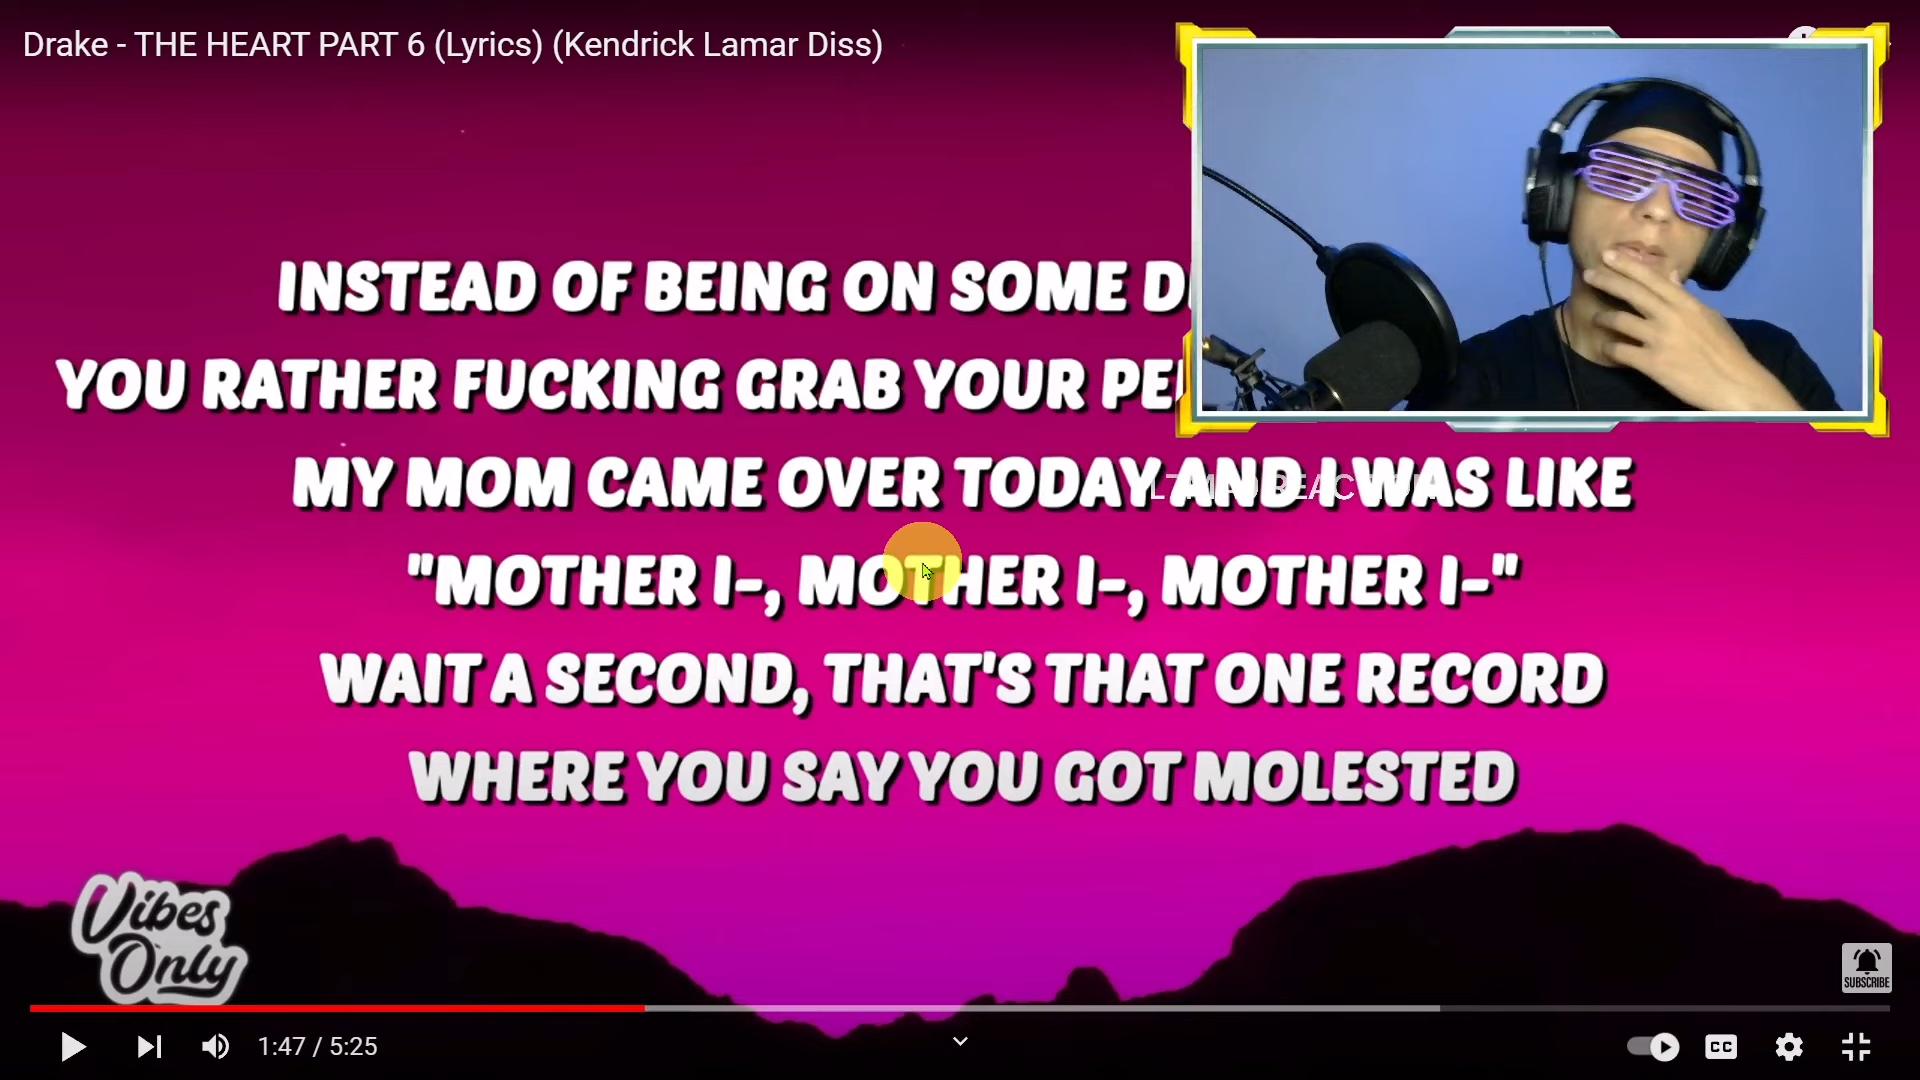 Drake - THE HEART PART 6 (Lyrics) (Kendrick Lamar Diss)
INSTEAD OF BEING ON SOME
YOU RATHER FUCKING GRAB YOUR
MY MOM CAME OVER TODAY AND I WAS LIKE
"MOTHER I-, MOTHER I-, MOTHER I-"
WAIT A SECOND, THAT'S THAT ONE RECORD
WHERE YOU SAY YOU GOT MOLESTED
Vibes
Only
SUBSCRIBE
1:47 / 5:25
CC